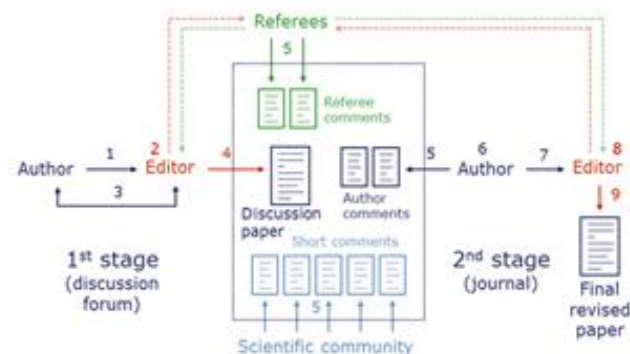 Referees
5
Referee
comments
1
2
8
Author
Editor
4
3
Discussion
paper
5
6
7
Author
Editor
Author
comments
9
1st stage
(discussion
forum)
Short comments
5
2nd stage
(journal)
Final
revised
paper
Scientific community